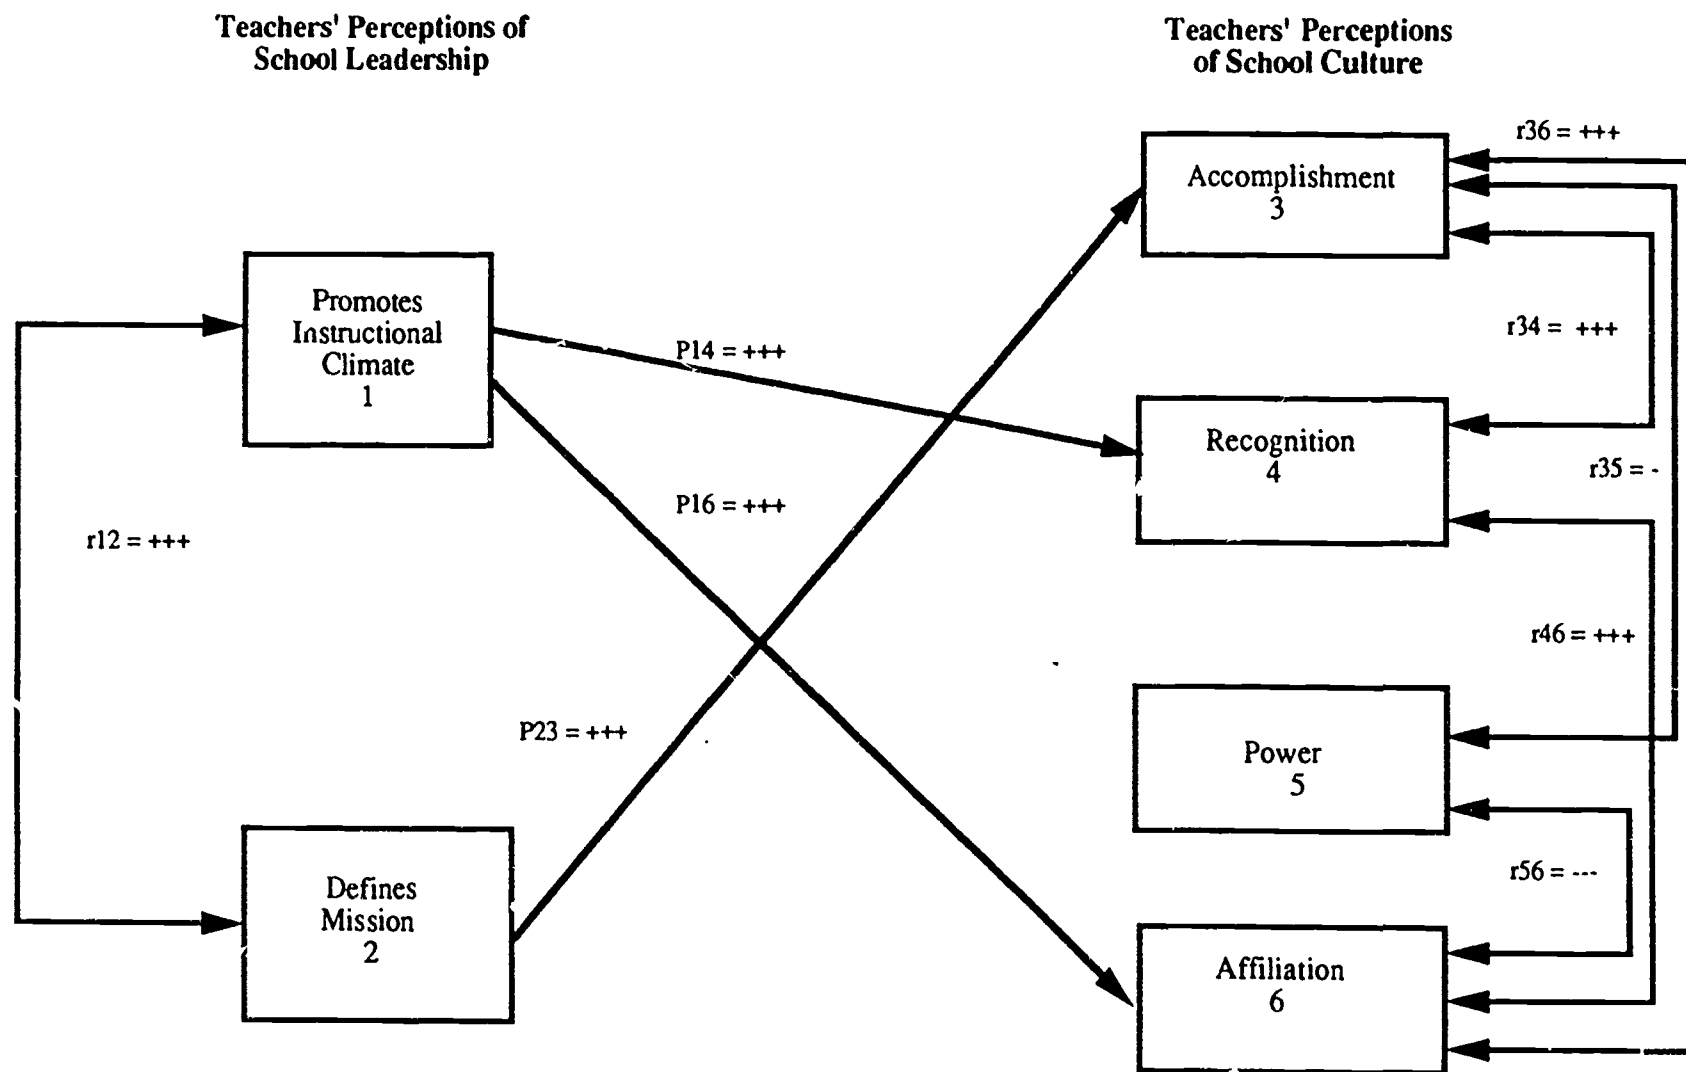 Teachers' Perceptions of
School Leadership
Teachers' Perceptions
of School Culture
r36 = +++
Accomplishment
3
Promotes
Instructional
Climate
1
r34 = +++
P14 = +++
Recognition
4
r35 = -
P16 = +++
r12 = +++
r46 = +++
P23 = +++
Power
5
r56 = ---
Defines
Mission
2
Affiliation
6